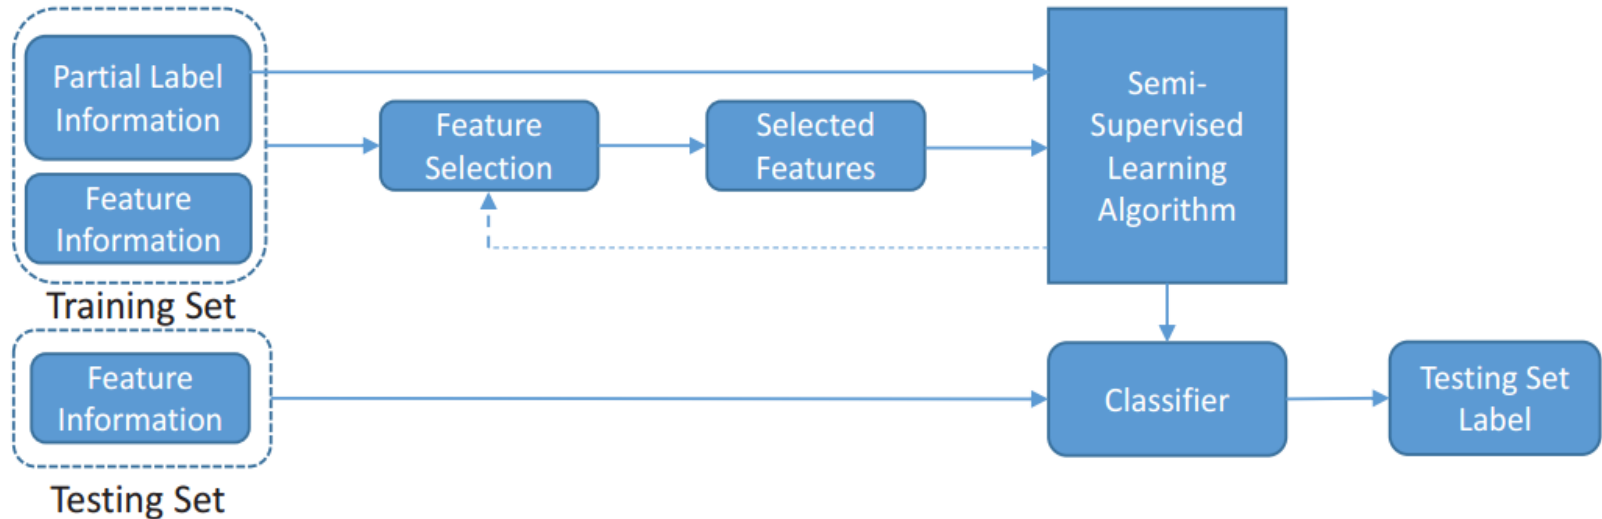 Partial Label
Information
Feature
Information
Training Set
Feature
Selection
Selected
Features
Semi-
Supervised
Learning
Algorithm
Feature
Information
Testing Set
Classifier
Testing Set
Label